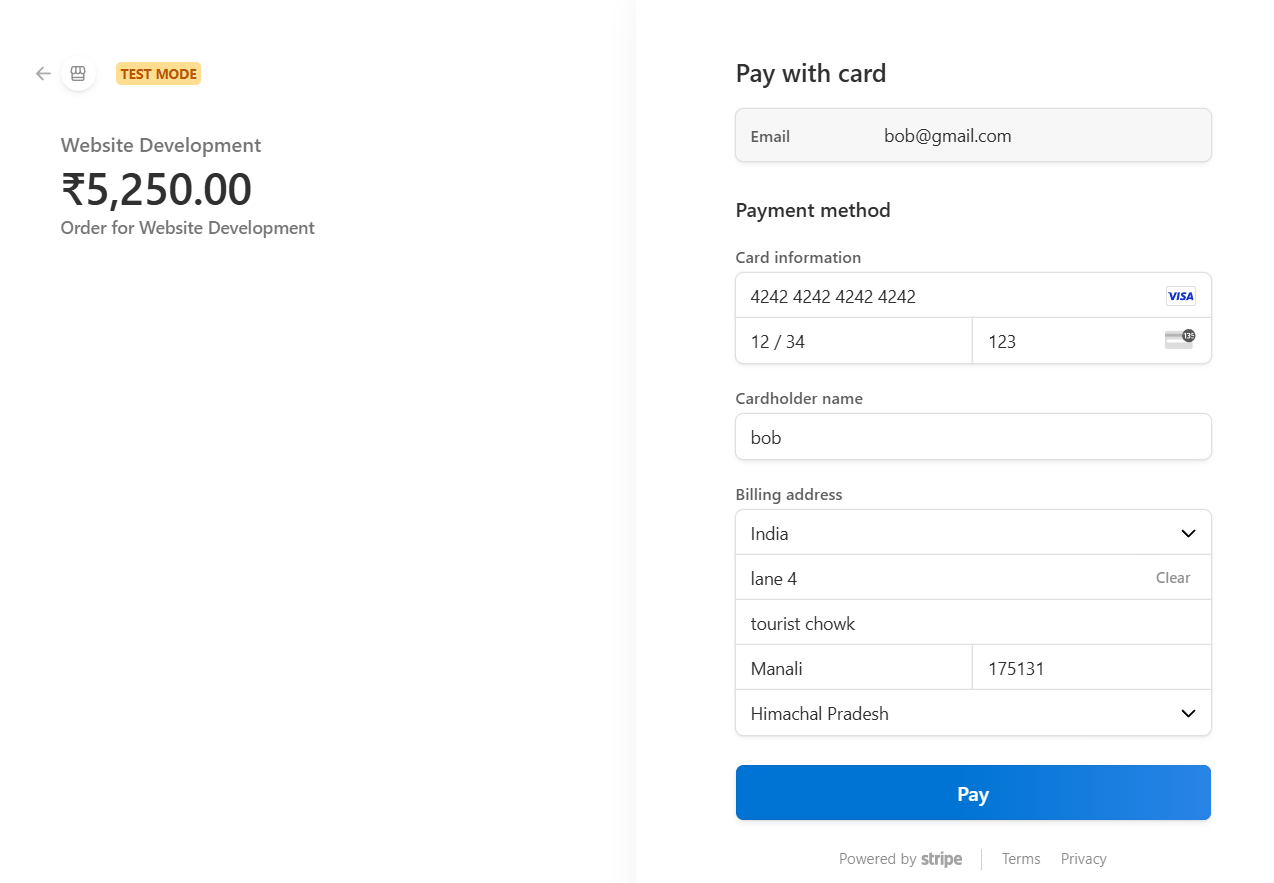 TEST MODE
Website Development
₹5,250.00
Order for Website Development
Pay with card
Email bob@gmail.com
Payment method
Card information
4242 4242 4242 4242 VISA
12 / 34 123 135
Cardholder name
bob
Billing address
India
lane 4 Clear
tourist chowk
Manali 175131
Himachal Pradesh
Pay
Powered by stripe Terms Privacy